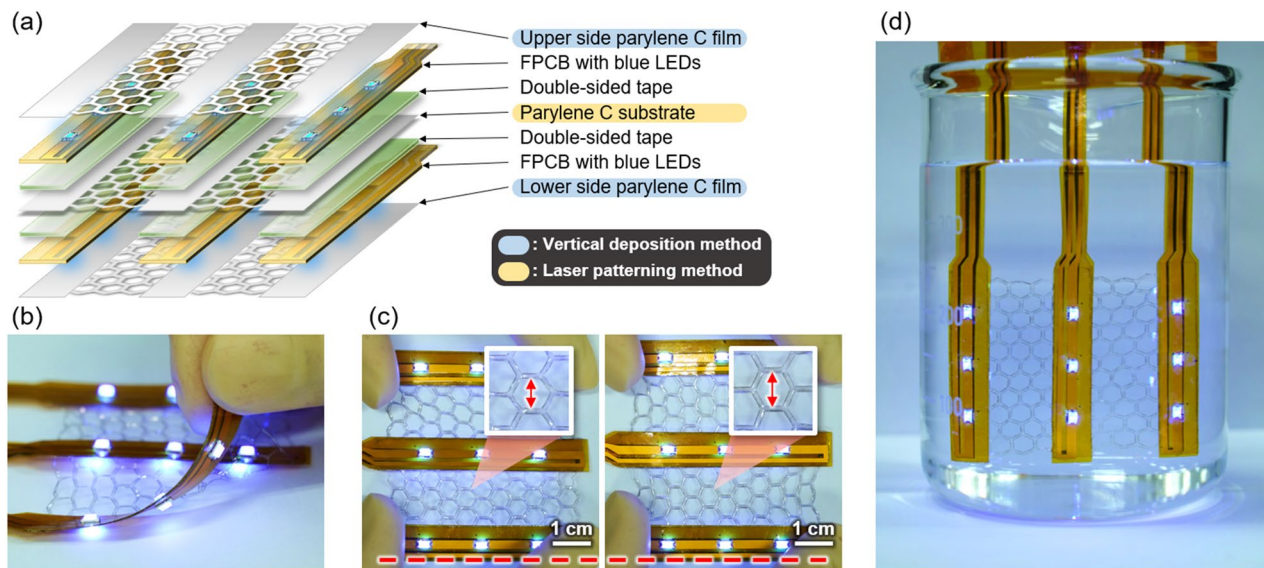 (a)
Upper side parylene C film
FPCB with blue LEDs
Double-sided tape
Parylene C substrate
Double-sided tape
FPCB with blue LEDs
Lower side parylene C film
: Vertical deposition method
: Laser patterning method
(b)
(c)
1 cm
1 cm
(d)